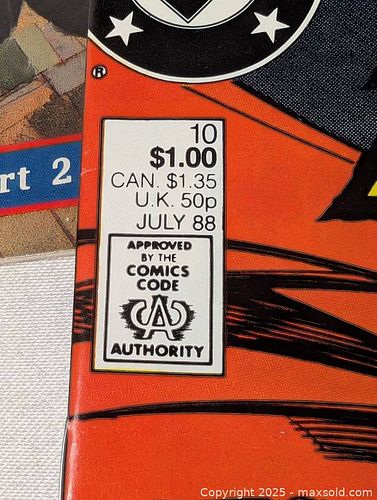 ®
rt 2
10
$1.00
CAN. $1.35
U.K. 50p
JULY 88
APPROVED
BY THE
COMICS
CODE
CA
AUTHORITY
Copyright 2025 - maxsold.com